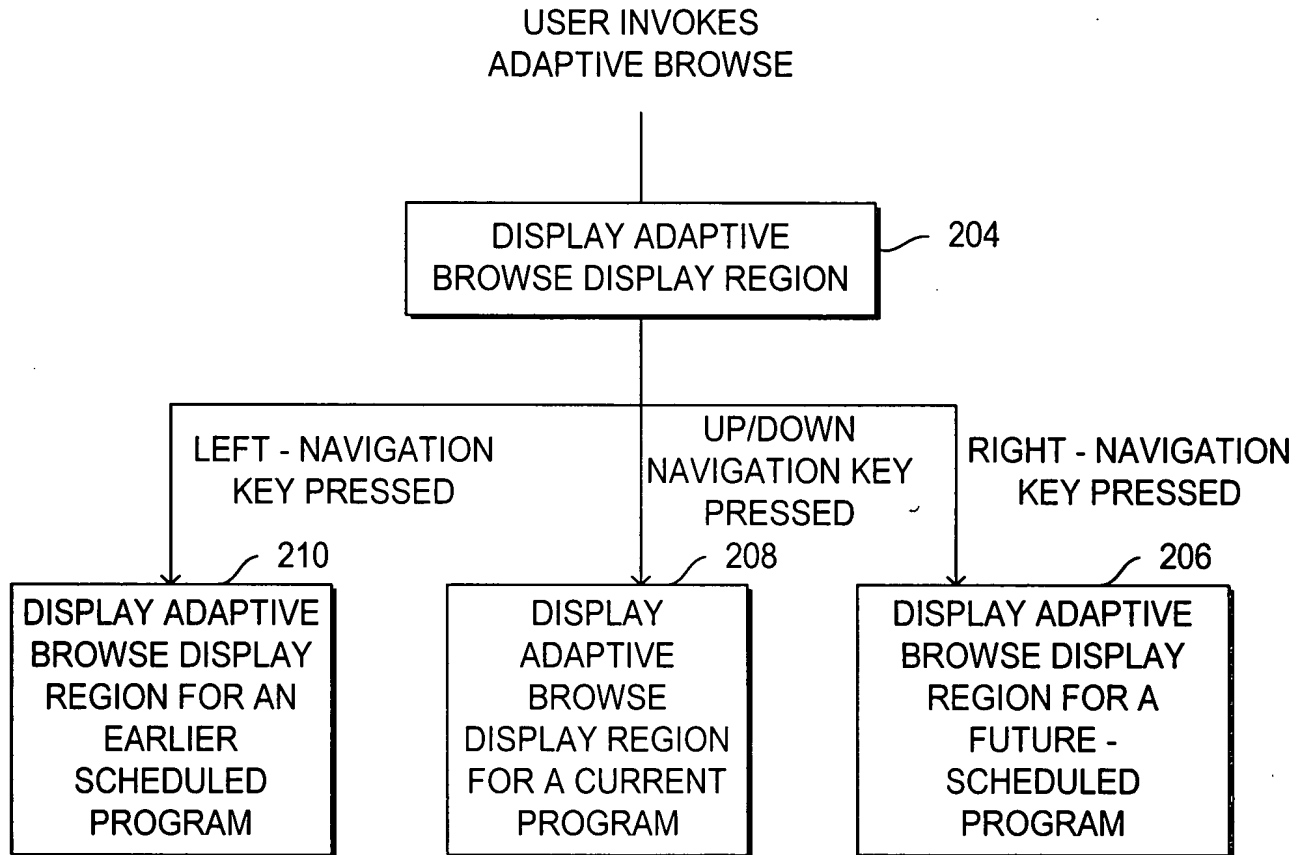 USER INVOKES
ADAPTIVE BROWSE
DISPLAY ADAPTIVE
BROWSE DISPLAY REGION
204
LEFT - NAVIGATION
KEY PRESSED
UP/DOWN
NAVIGATION KEY
PRESSED
RIGHT - NAVIGATION
KEY PRESSED
210
DISPLAY ADAPTIVE
BROWSE DISPLAY
REGION FOR AN
EARLIER
SCHEDULED
PROGRAM
208
DISPLAY
ADAPTIVE
BROWSE
DISPLAY REGION
FOR A CURRENT
PROGRAM
206
DISPLAY ADAPTIVE
BROWSE DISPLAY
REGION FOR A
FUTURE -
SCHEDULED
PROGRAM